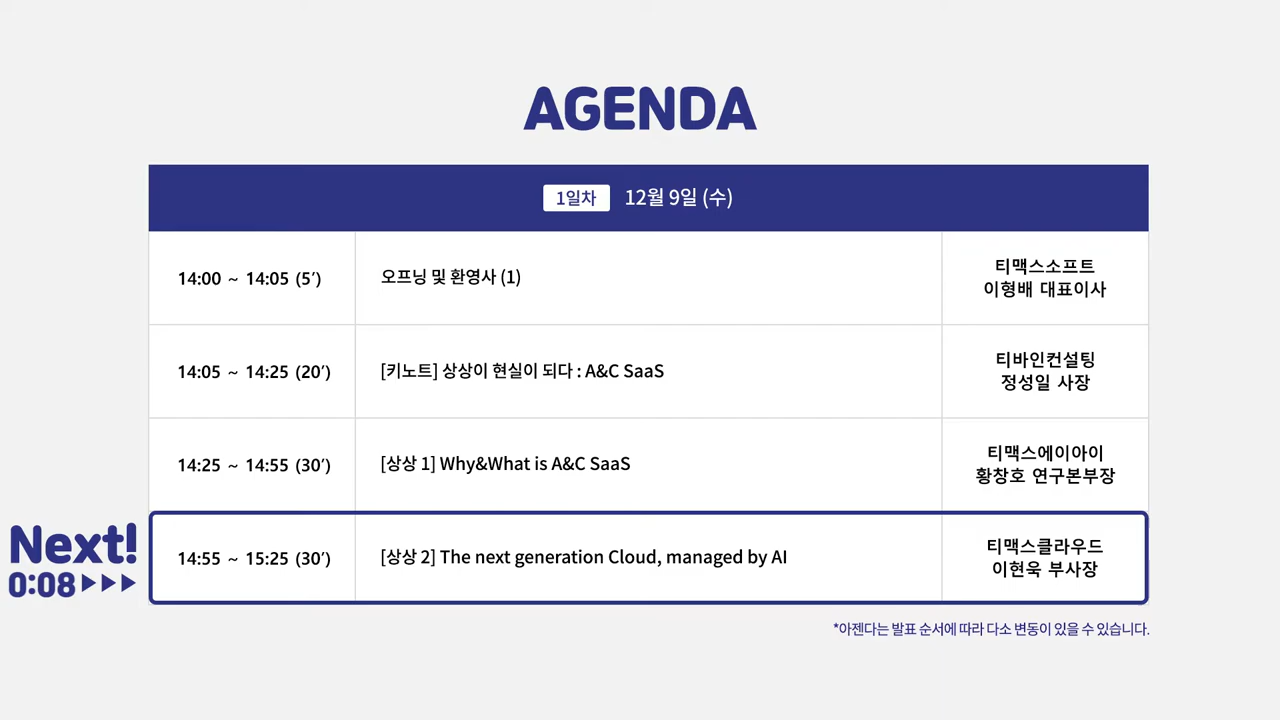 AGENDA
1일차 12월 9일 (수)
14:00 ~ 14:05 (5′)
오프닝 및 환영사 (1)
티맥스소프트
이형배 대표이사
14:05 ~ 14:25 (20′)
[키노트] 상상이 현실이 되다 : A&C SaaS
티바인컨설팅
정성일 사장
14:25 ~ 14:55 (30′)
[상상 1] Why&What is A&C SaaS
티맥스에이아이
황창호 연구본부장
Next!
0:08
14:55 ~ 15:25 (30′)
[상상 2] The next generation Cloud, managed by AI
티맥스클라우드
이현욱 부사장
*아젠다는 발표 순서에 따라 다소 변동이 있을 수 있습니다.